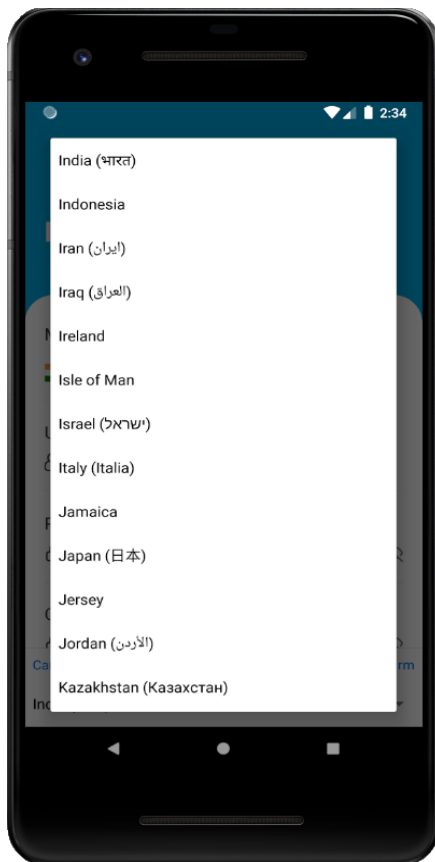 2:34
India (भारत)
Indonesia
Iran (ایران)
Iraq (العراق)
Ireland
Isle of Man
Israel (ישראל)
Italy (Italia)
Jamaica
Japan (日本)
Jersey
Jordan (الأردن)
Kazakhstan (Казахстан)